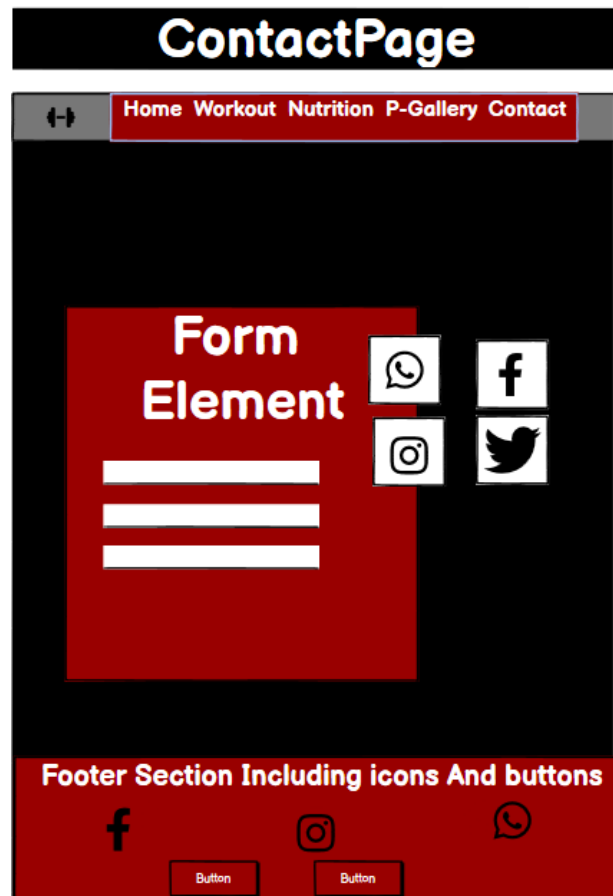 ContactPage
Home Workout Nutrition P-Gallery Contact
Form
Element
Footer Section Including icons And buttons
Button Button